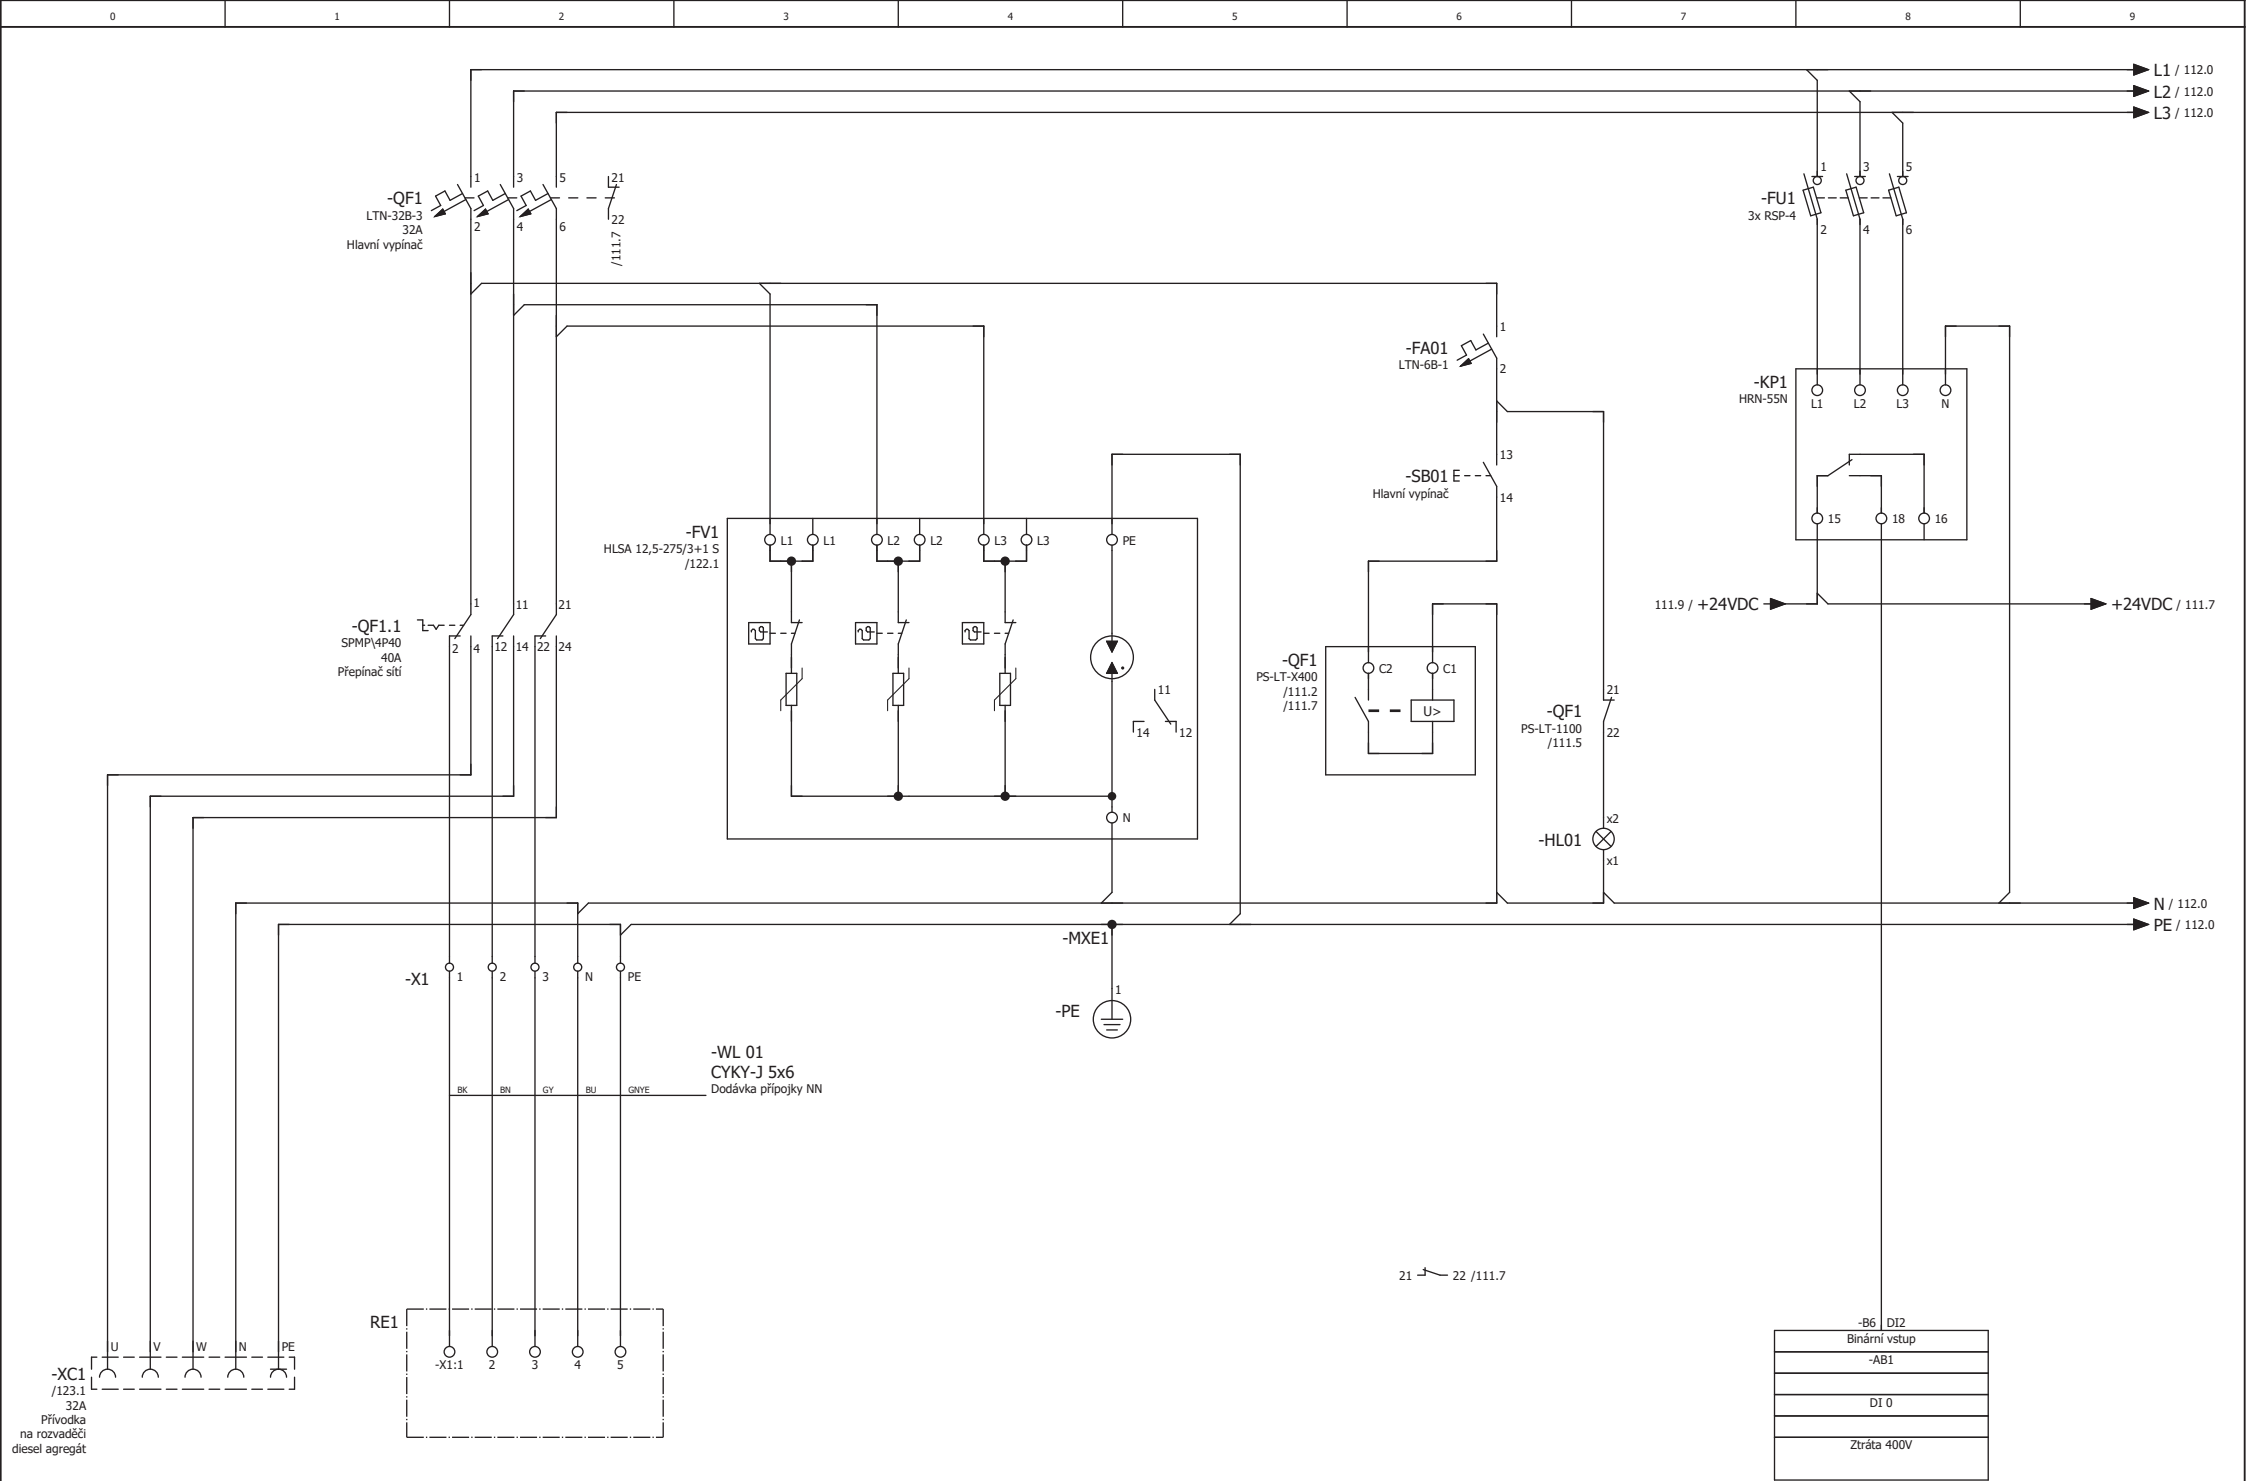 0 1 2 3 4 5 6 7 8 9
L1 / 112.0
L2 / 112.0
L3 / 112.0
-QF1
LTN-32B-3
32A
Hlavní vypínač
1 3 5 21
2 4 6 22
/111.7
-FU1
3x RSP-4
1 3 5
2 4 6
-FA01
LTN-6B-1
1
2
-KP1
HRN-55N
L1 L2 L3 N
15 18 16
-SB01 E
Hlavní vypínač
13
14
-FV1
HLSA 12,5-275/3+1 S
/122.1
L1 L1 L2 L2 L3 L3 PE
11
14 12
N
-QF1.1
SPMP\4P40
40A
Přepínač sítí
1 11 21
2 4 12 14 22 24
111.9 / +24VDC
+24VDC / 111.7
-QF1
PS-LT-X400
/111.2
/111.7
C2 C1
U>
-QF1
PS-LT-1100
/111.5
21
22
-HL01
x2
x1
N / 112.0
PE / 112.0
-MXE1
-X1
1 2 3 N PE
-PE
1
-WL 01
CYKY-J 5x6
Dodávka přípojky NN
BK BN GY BU GNYE
21 22 /111.7
RE1
-X1:1 2 3 4 5
U V W N PE
-XC1
/123.1
32A
Přívodka
na rozvaděči
diesel agregát
-B6 DI2
Binární vstup
-AB1
DI 0
Ztráta 400V